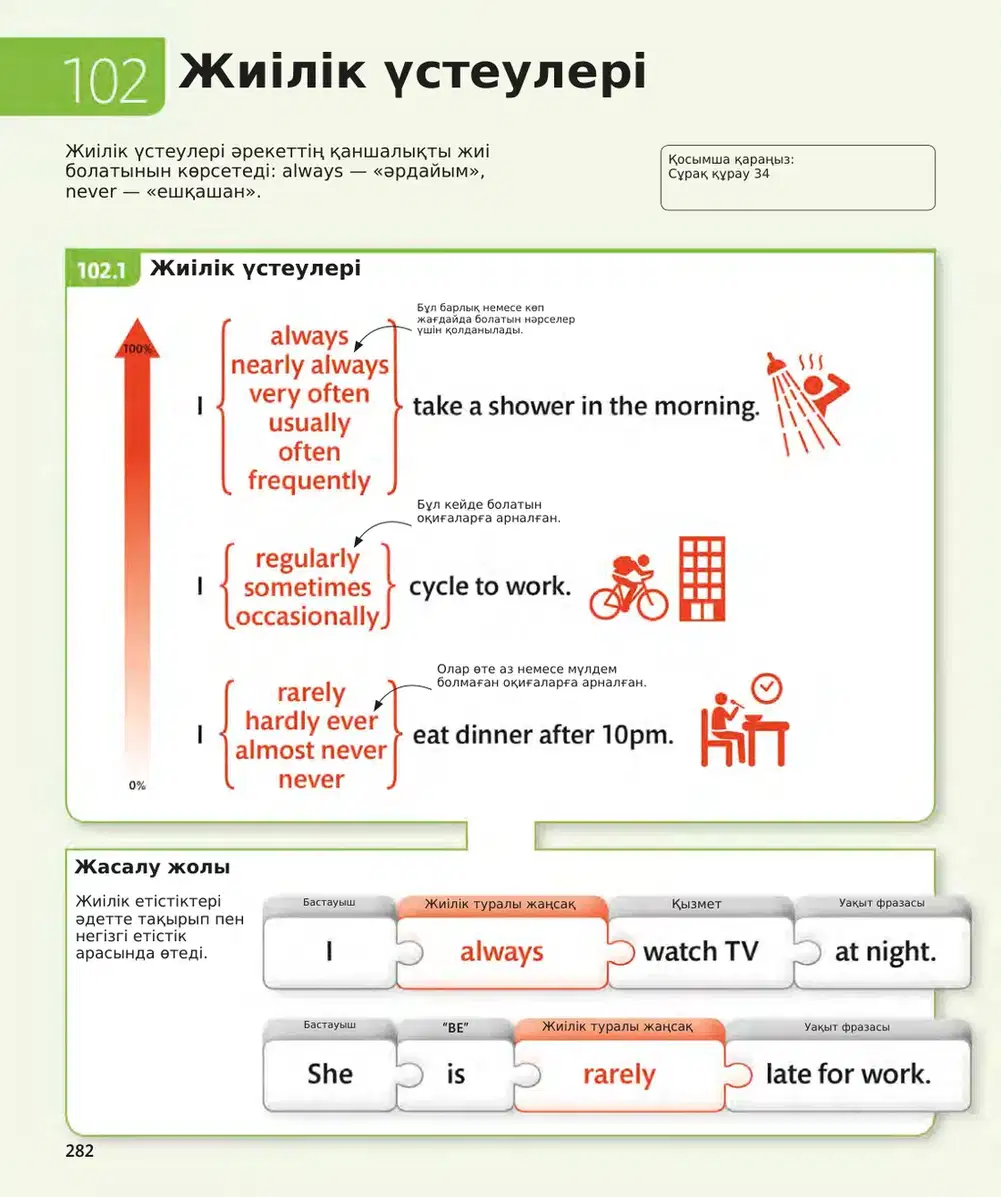 102
Жиілік үстеулері
Жиілік үстеулері әрекеттің қаншалықты жиі
болатынын көрсетеді: always — «әрдайым»,
never — «ешқашан».
Қосымша қараңыз:
Сұрақ құрау 34
102.1 Жиілік үстеулері
100%
Бұл барлық немесе көп
жағдайда болатын нәрселер
үшін қолданылады.
always
nearly always
very often
I usually take a shower in the morning.
often
frequently
Бұл кейде болатын
оқиғаларға арналған.
regularly
I sometimes cycle to work.
occasionally
Олар өте аз немесе мүлдем
болмаған оқиғаларға арналған.
rarely
hardly ever
I almost never eat dinner after 10pm.
never
0%
Жасалу жолы
Жиілік етістіктері
әдетте тақырып пен
негізгі етістік
арасында өтеді.
Бастауыш Жиілік туралы жаңсақ Қызмет Уақыт фразасы
I always watch TV at night.
Бастауыш "BE" Жиілік туралы жаңсақ Уақыт фразасы
She is rarely late for work.
282